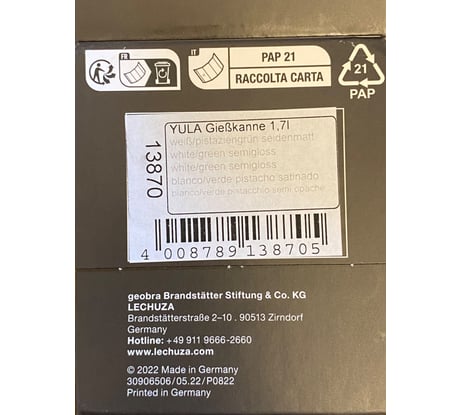 FR
IT
PAP 21
RACCOLTA CARTA
21
PAP
YULA Gießkanne 1,7l
weiß/pistaziengrün seidenmatt
white/green semigloss
white/green semigloss
blanco/verde pistacho satinado
bianco/verde pistacchio semi opache
13870
4 008789 138705
geobra Brandstätter Stiftung & Co. KG
LECHUZA
Brandstätterstraße 2–10 . 90513 Zirndorf
Germany
Hotline: +49 911 9666-2660
www.lechuza.com
© 2022 Made in Germany
30906506/05.22/P0822
Printed in Germany